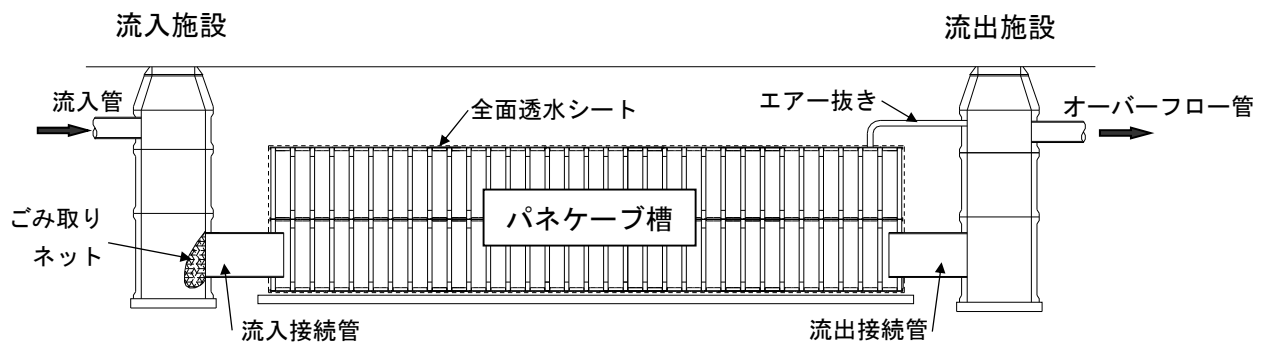 流入施設
流出施設
流入管
全面透水シート
エアー抜き
オーバーフロー管
パネケーブ槽
ごみ取り
ネット
流入接続管
流出接続管